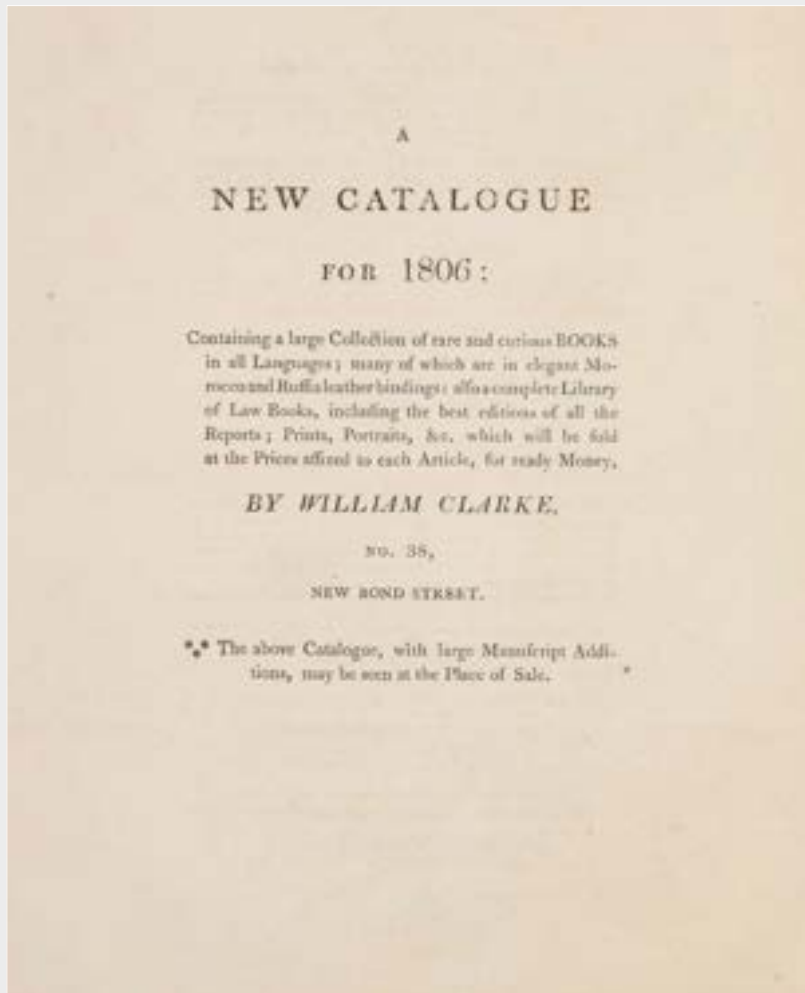 A
NEW CATALOGUE
FOR 1806:
Containing a large Collection of rare and curious BOOKS
in all Languages; many of which are in elegant Mo-
rocco and Ruſſia leather bindings: alſo a complete Library
of Law Books, including the best editions of all the
Reports; Prints, Portraits, &c. which will be ſold
at the Prices affixed to each Article, for ready Money,
BY WILLIAM CLARKE,
NO. 38,
NEW BOND STREET.
*⁎* The above Catalogue, with large Manuſcript Addi-
tions, may be seen at the Place of Sale.